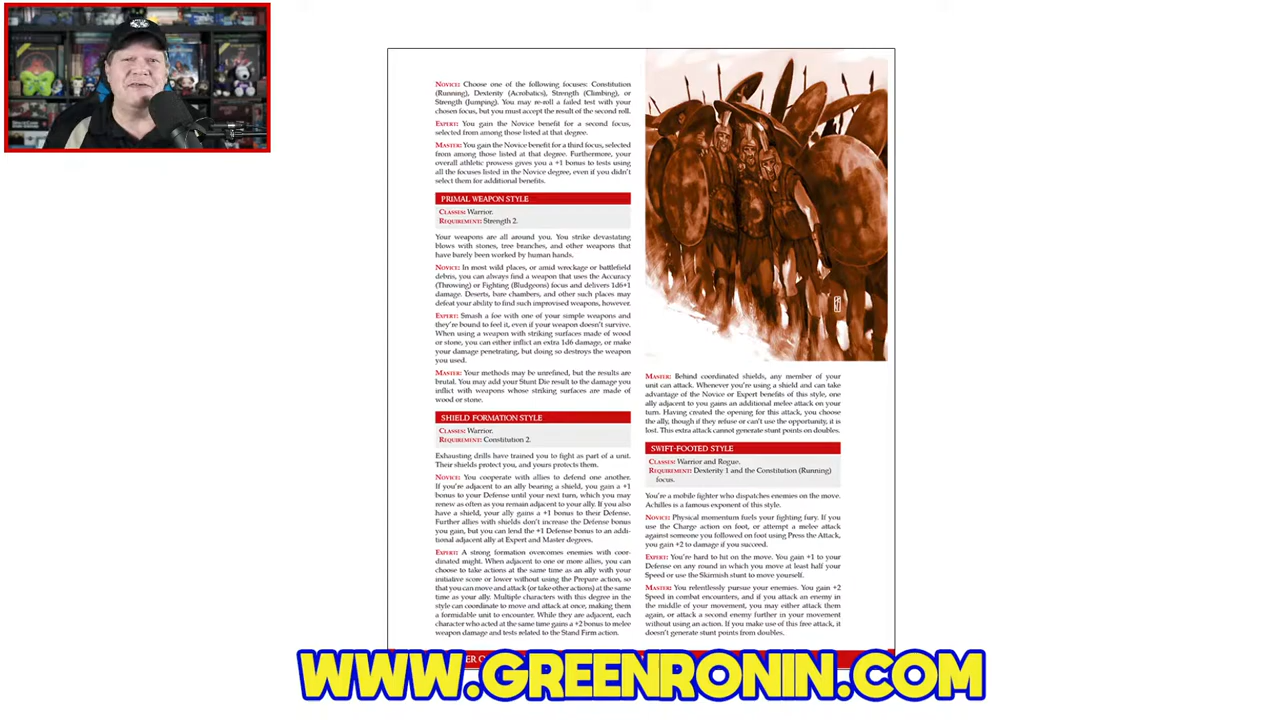 NOVICE: Choose one of the following focuses: Constitution
(Running), Dexterity (Acrobatics), Strength (Climbing), or
Strength (Jumping). You may re-roll a failed test with your
chosen focus, but you must accept the result of the second roll.
EXPERT: You gain the Novice benefit for a second focus,
selected from among those listed at that degree.
MASTER: You gain the Novice benefit for a third focus, selected
from among those listed at that degree. Furthermore, your
overall athletic prowess gives you a +1 bonus to tests using
all the focuses listed in the Novice degree, even if you didn't
select them for additional benefits.
PRIMAL WEAPON STYLE
CLASSES: Warrior.
REQUIREMENT: Strength 2.
Your weapons are all around you. You strike devastating
blows with stones, tree branches, and other weapons that
have barely been worked by human hands.
NOVICE: In most wild places, or amid wreckage or battlefield
debris, you can always find a weapon that uses the Accuracy
(Throwing) or Fighting (Bludgeons) focus and delivers 1d6+1
damage. Deserts, bare chambers, and other such places may
defeat your ability to find such improvised weapons, however.
EXPERT: Smash a foe with one of your simple weapons and
they're bound to feel it, even if your weapon doesn't survive.
When using a weapon with striking surfaces made of wood
or stone, you can either inflict an extra 1d6 damage, or make
your damage penetrating, but doing so destroys the weapon
you used.
MASTER: Your methods may be unrefined, but the results are
brutal. You may add your Stunt Die result to the damage you
inflict with weapons whose striking surfaces are made of
wood or stone.
SHIELD FORMATION STYLE
CLASSES: Warrior.
REQUIREMENT: Constitution 2.
Exhausting drills have trained you to fight as part of a unit.
Their shields protect you, and yours protects them.
NOVICE: You cooperate with allies to defend one another.
If you're adjacent to an ally bearing a shield, you gain a +1
bonus to your Defense until your next turn, which you may
renew as often as you remain adjacent to your ally. If you also
have a shield, your ally gains a +1 bonus to their Defense.
Further allies with shields don't increase the Defense bonus
you gain, but you can lend the +1 Defense bonus to an addi-
tional adjacent ally at Expert and Master degrees.
EXPERT: A strong formation overcomes enemies with coor-
dinated might. When adjacent to one or more allies, you can
choose to take actions at the same time as an ally with your
initiative score or lower without using the Prepare action, so
that you can move and attack (or take other actions) at the same
time as your ally. Multiple characters with this degree in the
style can coordinate to move and attack at once, making them
a formidable unit to encounter. While they are adjacent, each
character who acted at the same time gains a +2 bonus to melee
weapon damage and tests related to the Stand Firm action.
MASTER: Behind coordinated shields, any member of your
unit can attack. Whenever you're using a shield and can take
advantage of the Novice or Expert benefits of this style, one
ally adjacent to you gains an additional melee attack on your
turn. Having created the opening for this attack, you choose
the ally, though if they refuse or can't use the opportunity, it is
lost. This extra attack cannot generate stunt points on doubles.
SWIFT-FOOTED STYLE
CLASSES: Warrior and Rogue.
REQUIREMENT: Dexterity 1 and the Constitution (Running)
focus.
You're a mobile fighter who dispatches enemies on the move.
Achilles is a famous exponent of this style.
NOVICE: Physical momentum fuels your fighting fury. If you
use the Charge action on foot, or attempt a melee attack
against someone you followed on foot using Press the Attack,
you gain +2 to damage if you succeed.
EXPERT: You're hard to hit on the move. You gain +1 to your
Defense on any round in which you move at least half your
Speed or use the Skirmish stunt to move yourself.
MASTER: You relentlessly pursue your enemies. You gain +2
Speed in combat encounters, and if you attack an enemy in
the middle of your movement, you may either attack them
again, or attack a second enemy further in your movement
without using an action. If you make use of this free attack, it
doesn't generate stunt points from doubles.
WWW.GREENRONIN.COM